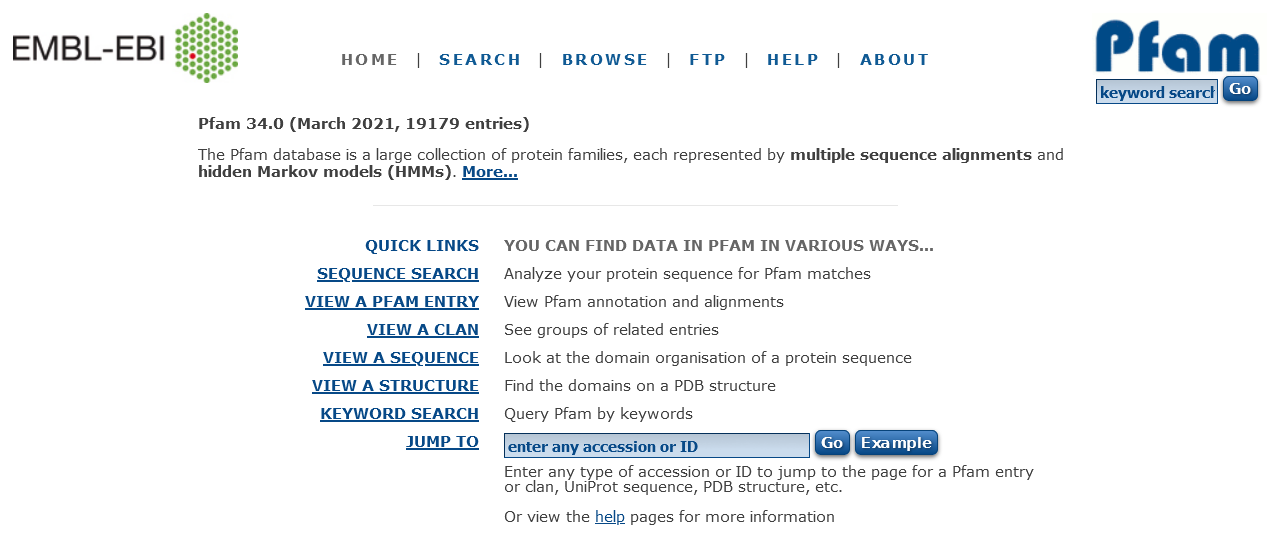 EMBL-EBI
HOME | SEARCH | BROWSE | FTP | HELP | ABOUT
Pfam
keyword search Go
Pfam 34.0 (March 2021, 19179 entries)
The Pfam database is a large collection of protein families, each represented by multiple sequence alignments and
hidden Markov models (HMMs). More...
QUICK LINKS YOU CAN FIND DATA IN PFAM IN VARIOUS WAYS...
SEQUENCE SEARCH Analyze your protein sequence for Pfam matches
VIEW A PFAM ENTRY View Pfam annotation and alignments
VIEW A CLAN See groups of related entries
VIEW A SEQUENCE Look at the domain organisation of a protein sequence
VIEW A STRUCTURE Find the domains on a PDB structure
KEYWORD SEARCH Query Pfam by keywords
JUMP TO enter any accession or ID Go Example
Enter any type of accession or ID to jump to the page for a Pfam entry
or clan, UniProt sequence, PDB structure, etc.
Or view the help pages for more information